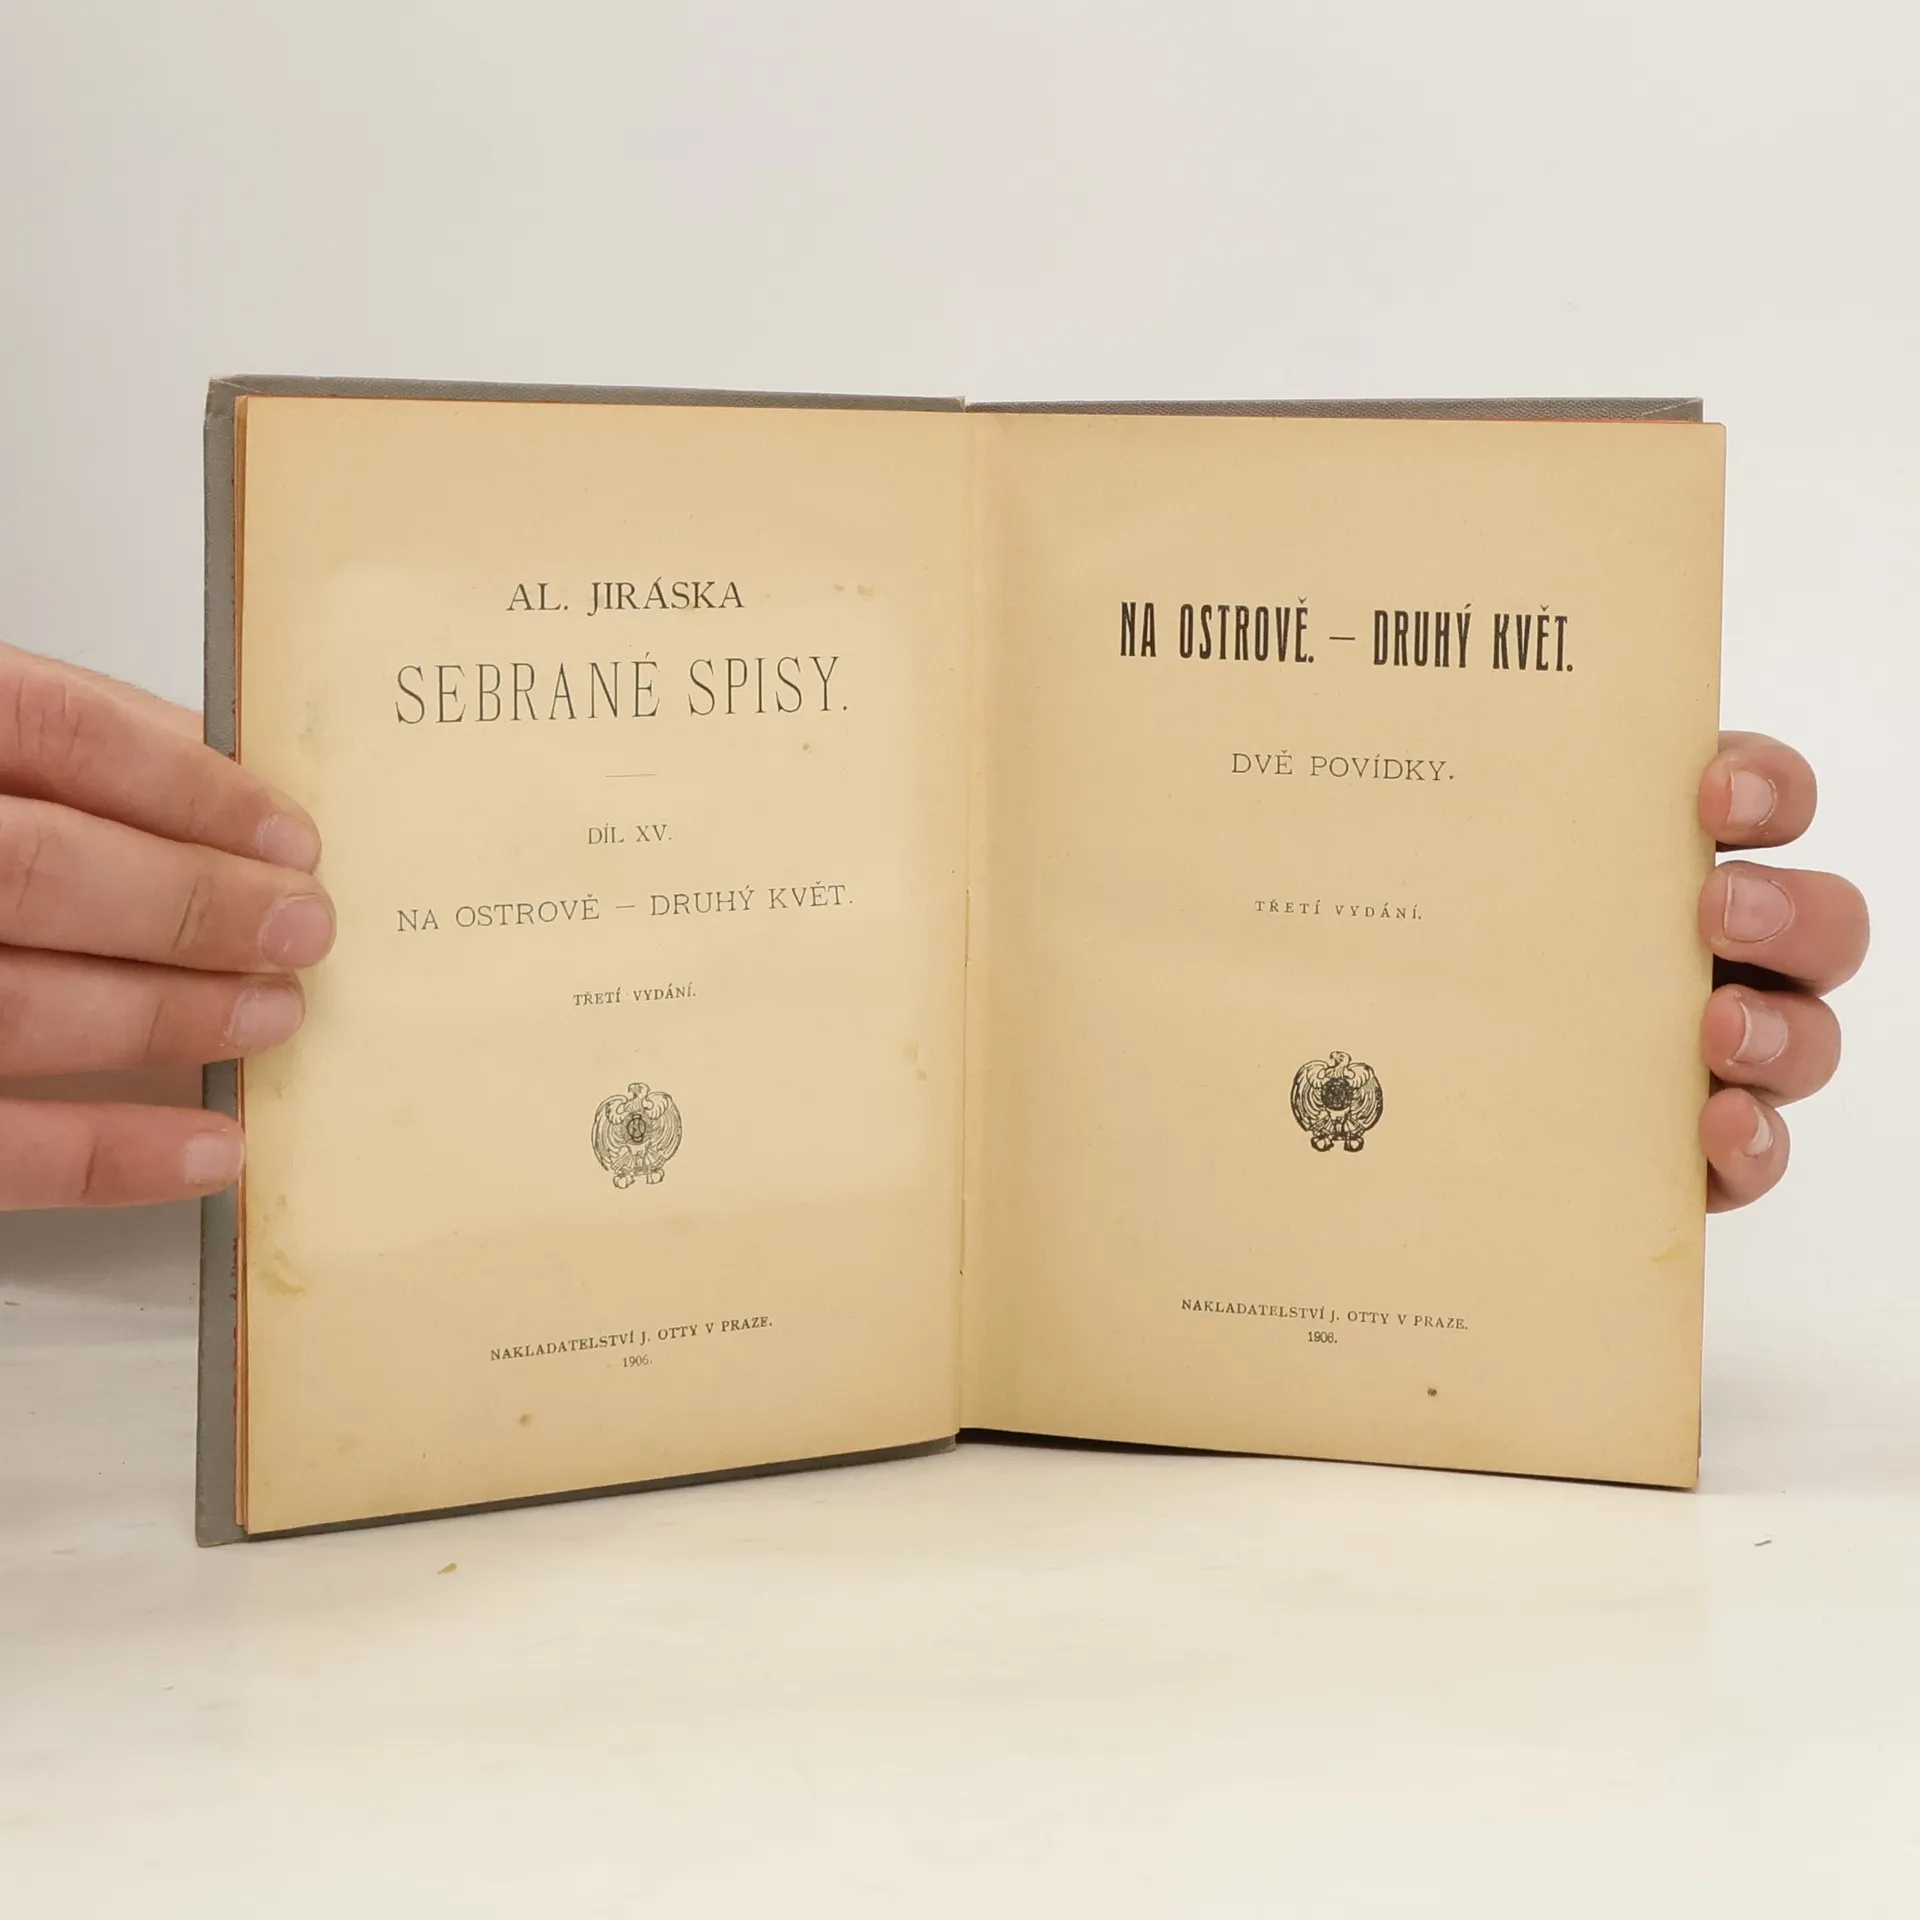 AL. JIRÁSKA
SEBRANÉ SPISY.
DÍL XV.
NA OSTROVĚ — DRUHÝ KVĚT.
TŘETÍ VYDÁNÍ.
NAKLADATELSTVÍ J. OTTY V PRAZE.
1906.
NA OSTROVĚ. — DRUHÝ KVĚT.
DVĚ POVÍDKY.
TŘETÍ VYDÁNÍ.
NAKLADATELSTVÍ J. OTTY V PRAZE.
1906.